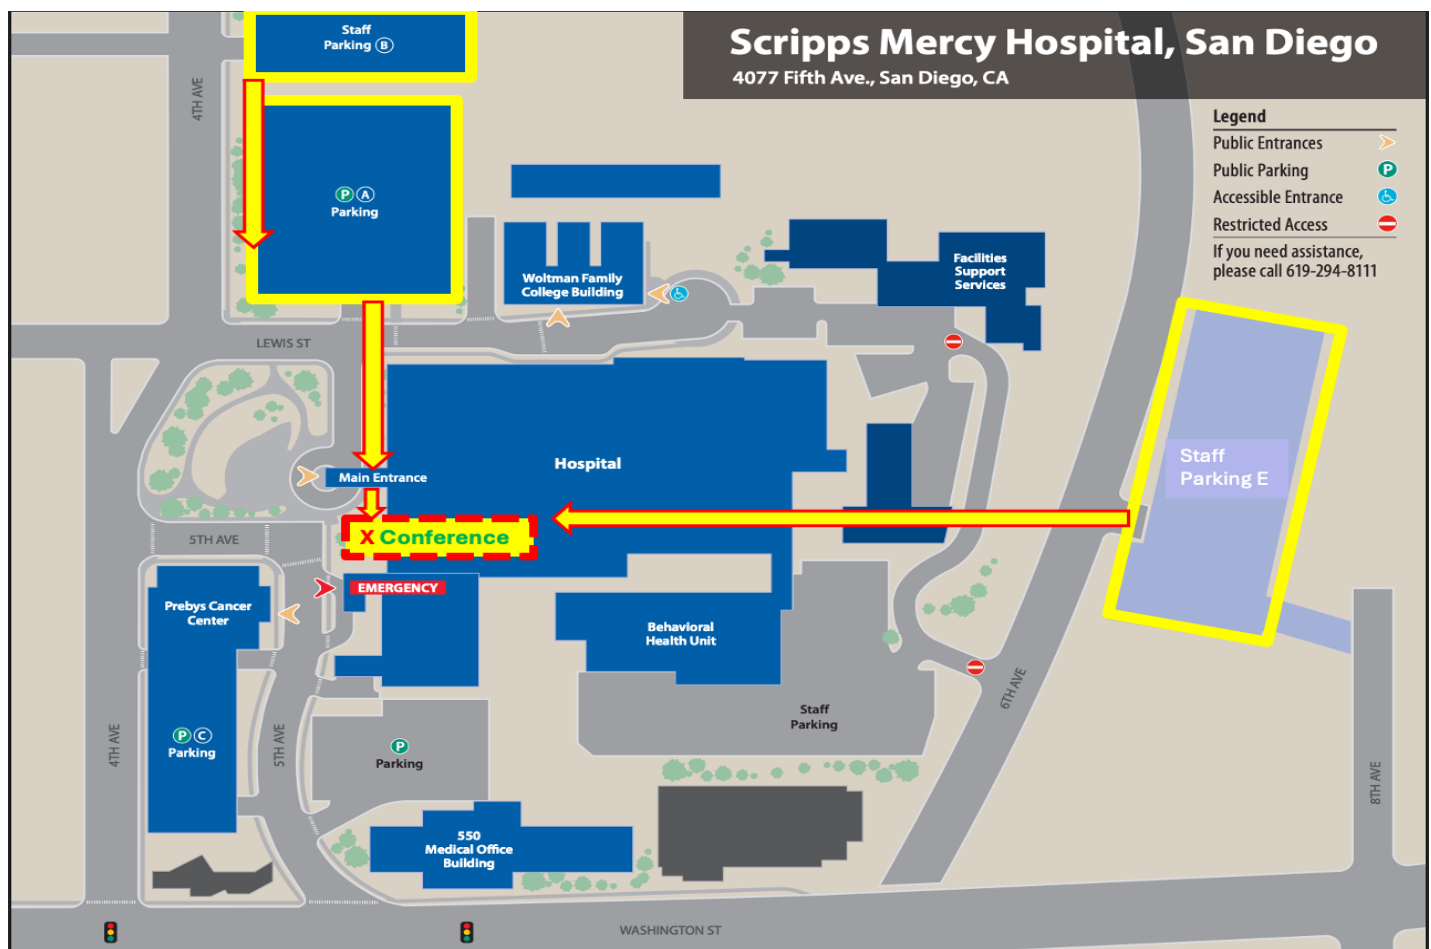 Scripps Mercy Hospital, San Diego
4077 Fifth Ave., San Diego, CA
Staff
Parking B
4TH AVE
P A
Parking
Legend
Public Entrances
Public Parking P
Accessible Entrance
Restricted Access
If you need assistance,
please call 619-294-8111
Woltman Family
College Building
Facilities
Support
Services
LEWIS ST
Hospital
Main Entrance
Staff
Parking E
X Conference
5TH AVE
EMERGENCY
Prebys Cancer
Center
Behavioral
Health Unit
6TH AVE
Staff
Parking
4TH AVE
P C
Parking
5TH AVE
P
Parking
8TH AVE
550
Medical Office
Building
WASHINGTON ST